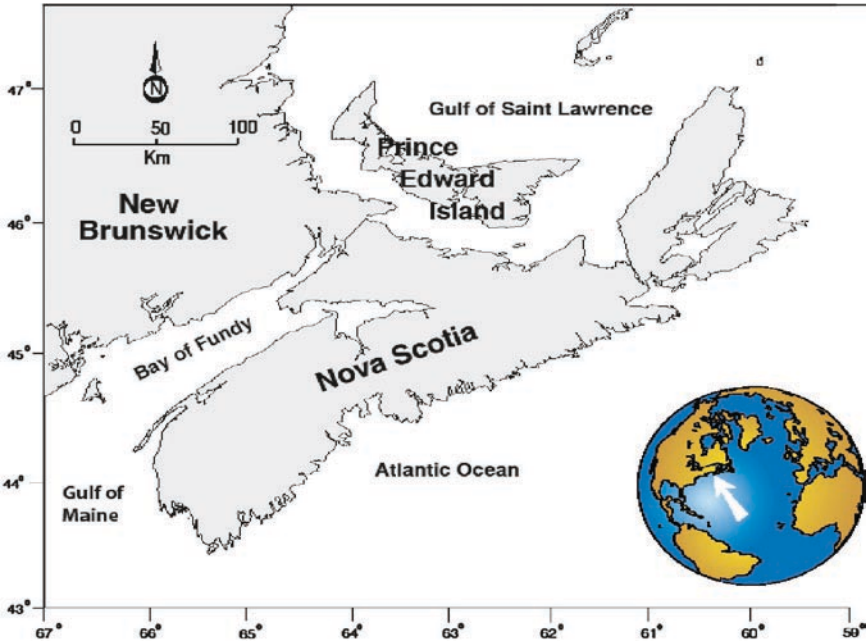 N
0 50 100
Km
47°
46°
45°
44°
43°
Gulf of Saint Lawrence
Prince
Edward
Island
New
Brunswick
Bay of Fundy
Nova Scotia
Atlantic Ocean
Gulf of
Maine
67° 66° 65° 64° 63° 62° 61° 60° 59°